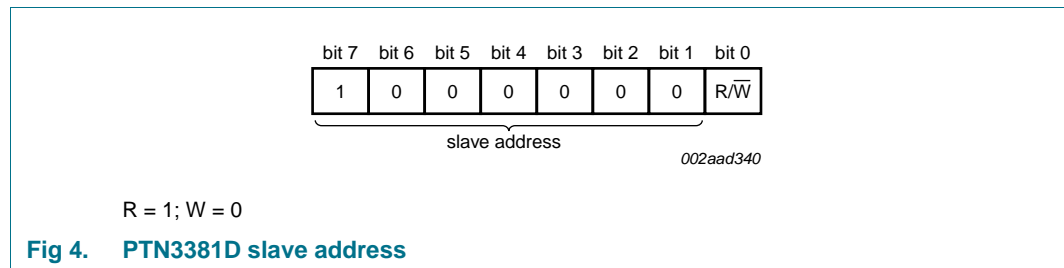 bit 7 bit 6 bit 5 bit 4 bit 3 bit 2 bit 1 bit 0
1 0 0 0 0 0 0 R/W̅
slave address
002aad340
R = 1; W = 0
Fig 4. PTN3381D slave address